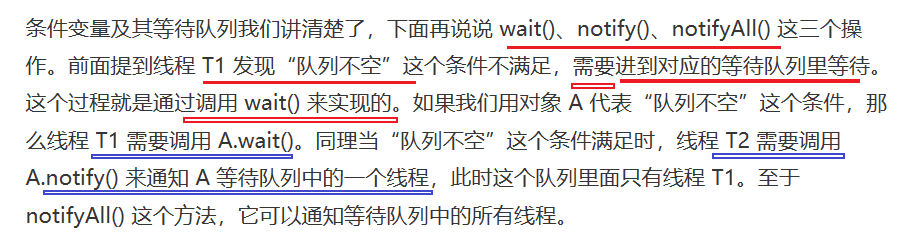 条件变量及其等待队列我们讲清楚了，下面再说说 wait()、notify()、notifyAll() 这三个操
作。前面提到线程 T1 发现“队列不空”这个条件不满足，需要进到对应的等待队列里等待。
这个过程就是通过调用 wait() 来实现的。如果我们用对象 A 代表“队列不空”这个条件，那
么线程 T1 需要调用 A.wait()。同理当“队列不空”这个条件满足时，线程 T2 需要调用
A.notify() 来通知 A 等待队列中的一个线程，此时这个队列里面只有线程 T1。至于
notifyAll() 这个方法，它可以通知等待队列中的所有线程。